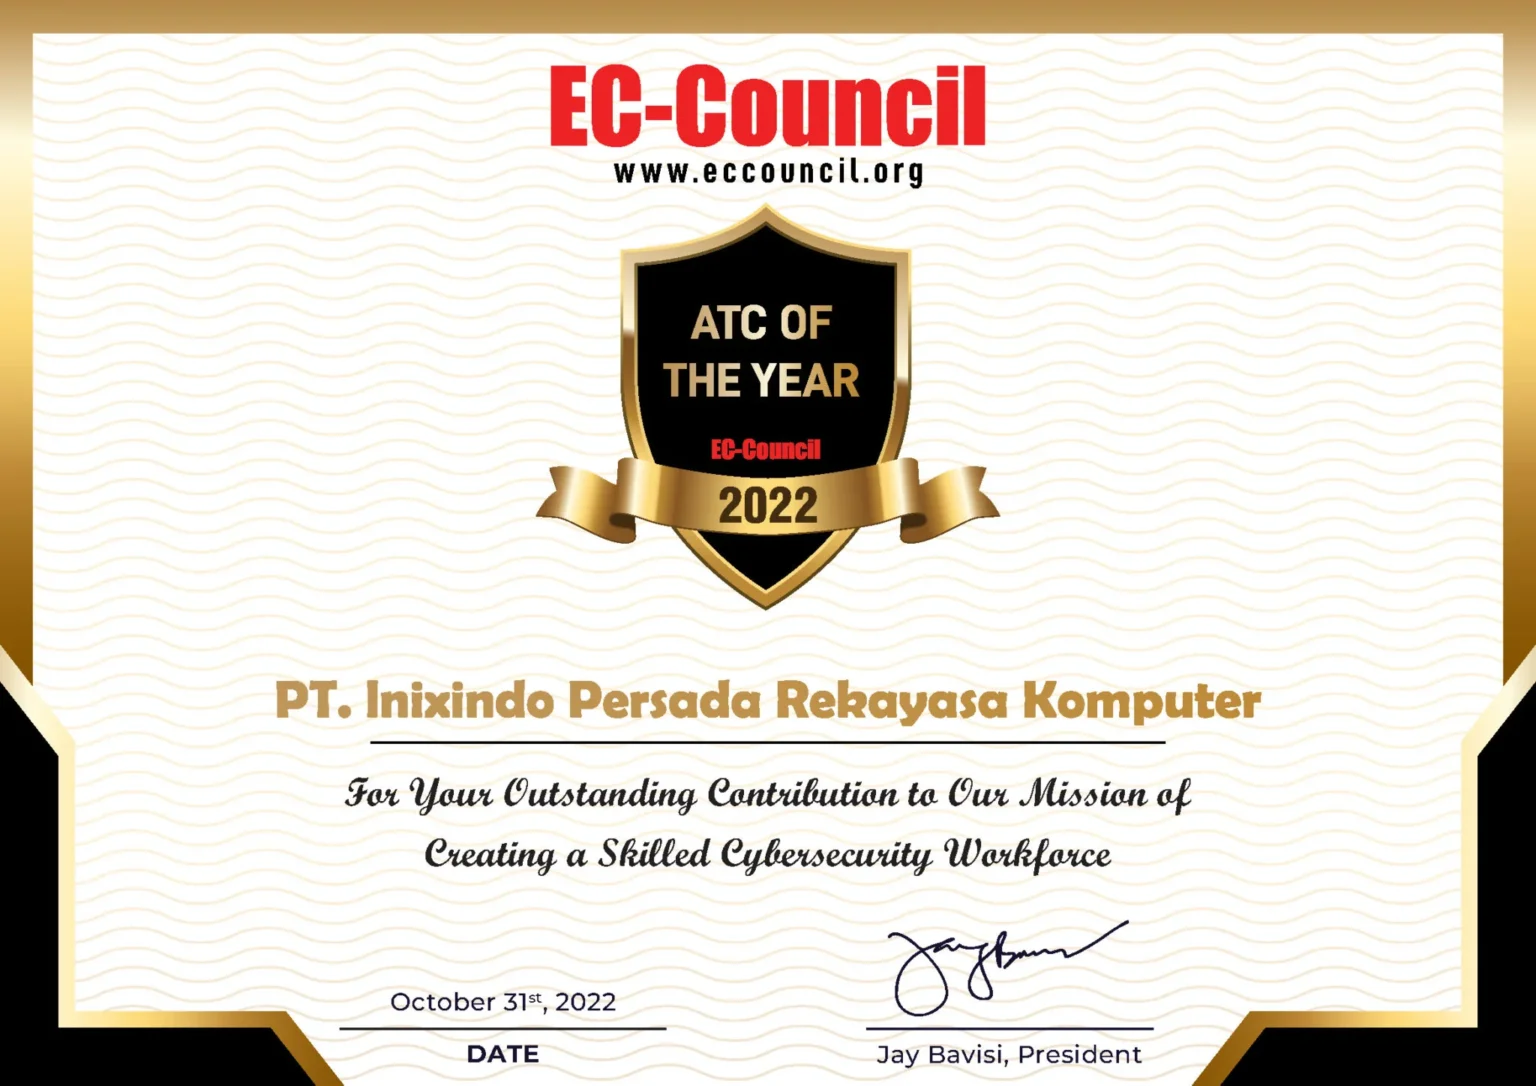 EC-Council
www.eccouncil.org
ATC OF
THE YEAR
EC-Council
2022
PT. Inixindo Persada Rekayasa Komputer
For Your Outstanding Contribution to Our Mission of
Creating a Skilled Cybersecurity Workforce
October 31st, 2022
DATE
Jay Bavisi, President